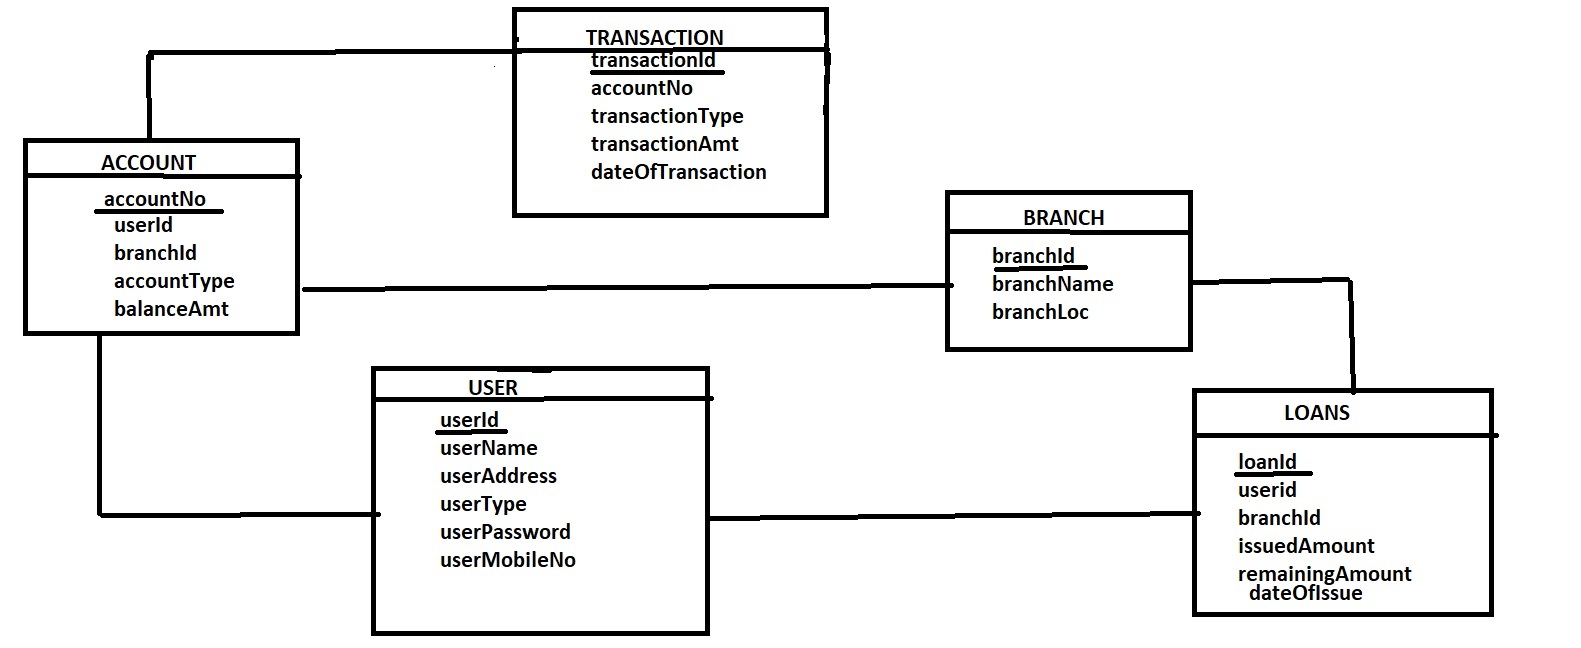 TRANSACTION
transactionId
accountNo
transactionType
transactionAmt
dateOfTransaction
ACCOUNT
accountNo
userId
branchId
accountType
balanceAmt
BRANCH
branchId
branchName
branchLoc
USER
userId
userName
userAddress
userType
userPassword
userMobileNo
LOANS
loanId
userid
branchId
issuedAmount
remainingAmount
dateOfIssue